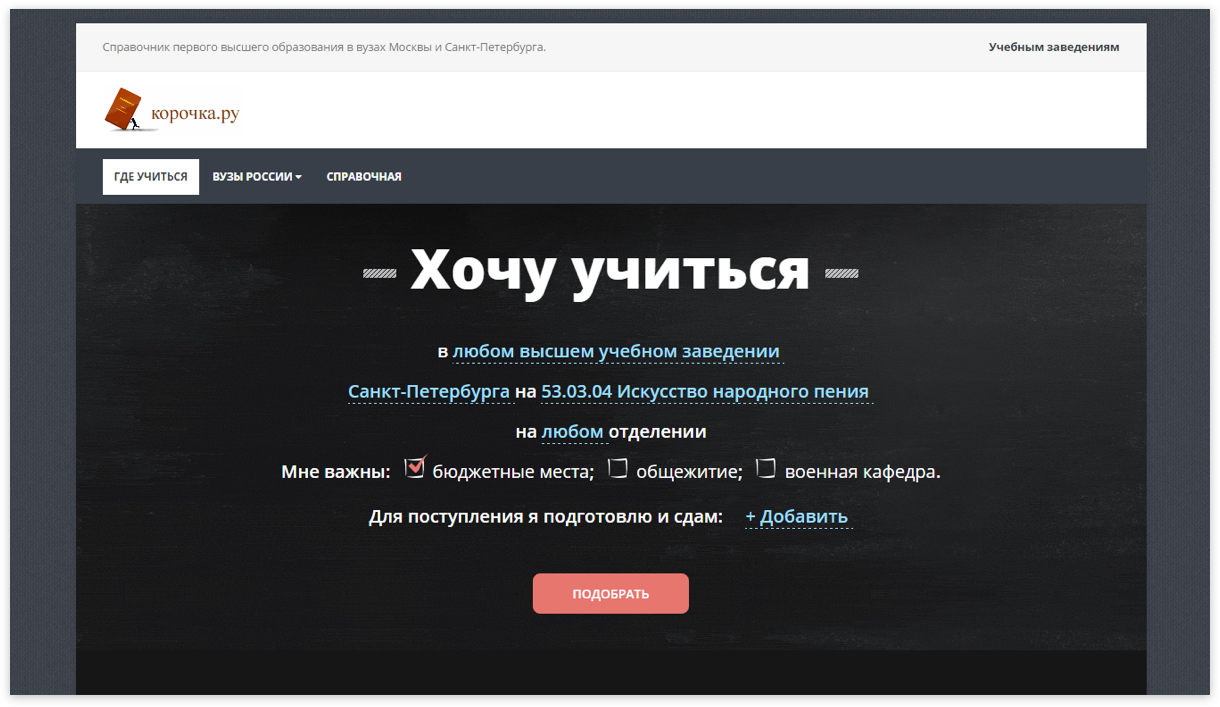 Справочник первого высшего образования в вузах Москвы и Санкт-Петербурга. Учебным заведениям
корочка.ру
ГДЕ УЧИТЬСЯ ВУЗЫ РОССИИ СПРАВОЧНАЯ
Хочу учиться
в любом высшем учебном заведении
Санкт-Петербурга на 53.03.04 Искусство народного пения
на любом отделении
Мне важны: бюджетные места; общежитие; военная кафедра.
Для поступления я подготовлю и сдам: + Добавить
ПОДОБРАТЬ